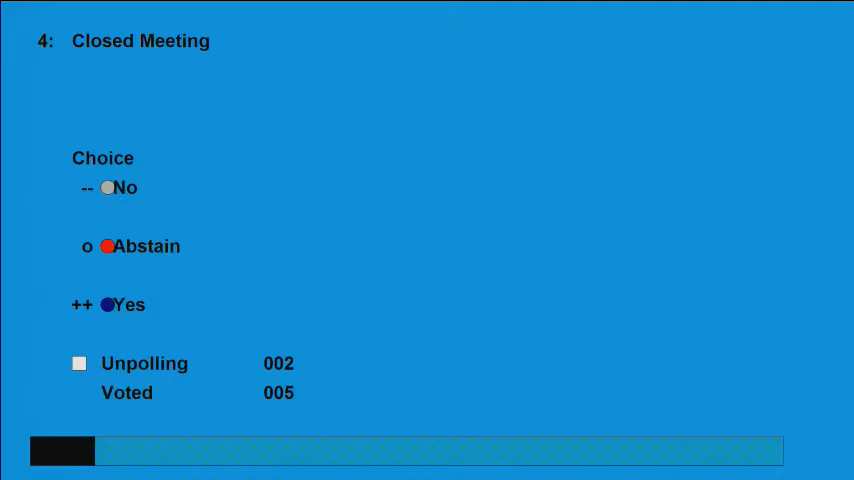 4: Closed Meeting
Choice
-- No
o Abstain
++ Yes
Unpolling 002
Voted 005